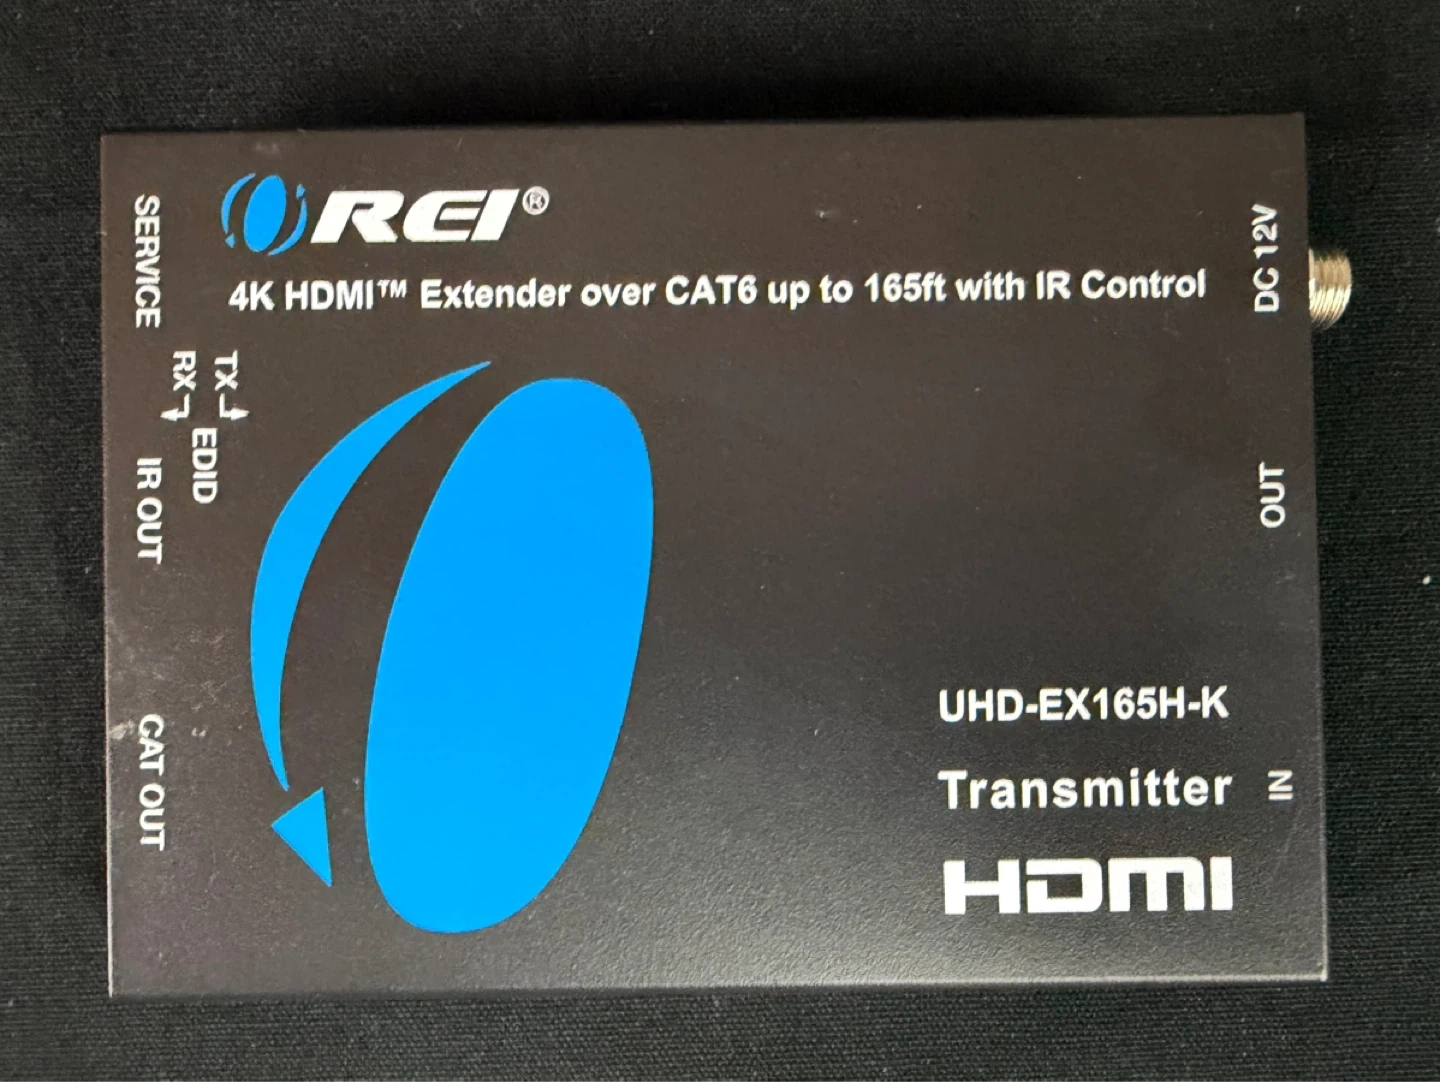 OREI®
4K HDMI™ Extender over CAT6 up to 165ft with IR Control
SERVICE
TX
RX
EDID
IR OUT
CAT OUT
DC 12V
OUT
IN
UHD-EX165H-K
Transmitter
HDMI